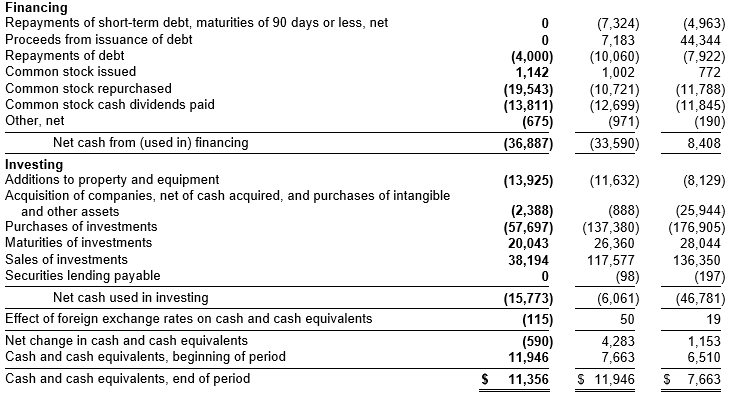 Financing
Repayments of short-term debt, maturities of 90 days or less, net 0 (7,324) (4,963)
Proceeds from issuance of debt 0 7,183 44,344
Repayments of debt (4,000) (10,060) (7,922)
Common stock issued 1,142 1,002 772
Common stock repurchased (19,543) (10,721) (11,788)
Common stock cash dividends paid (13,811) (12,699) (11,845)
Other, net (675) (971) (190)
Net cash from (used in) financing (36,887) (33,590) 8,408
Investing
Additions to property and equipment (13,925) (11,632) (8,129)
Acquisition of companies, net of cash acquired, and purchases of intangible
and other assets (2,388) (888) (25,944)
Purchases of investments (57,697) (137,380) (176,905)
Maturities of investments 20,043 26,360 28,044
Sales of investments 38,194 117,577 136,350
Securities lending payable 0 (98) (197)
Net cash used in investing (15,773) (6,061) (46,781)
Effect of foreign exchange rates on cash and cash equivalents (115) 50 19
Net change in cash and cash equivalents (590) 4,283 1,153
Cash and cash equivalents, beginning of period 11,946 7,663 6,510
Cash and cash equivalents, end of period $ 11,356 $ 11,946 $ 7,663